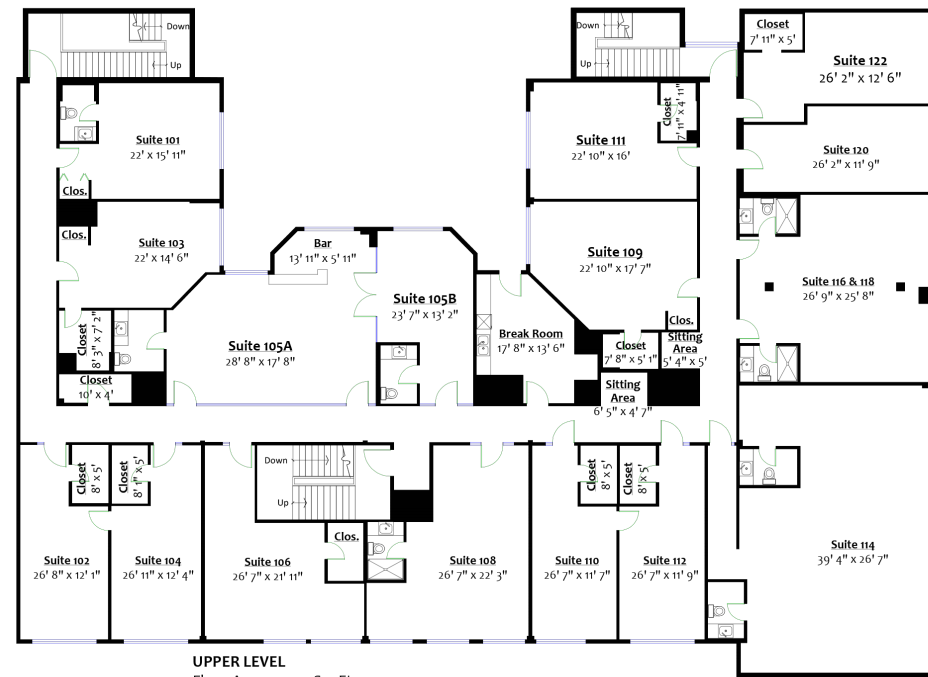 Down
Up
Down
Up
Closet
7' 11" x 5'
Suite 122
26' 2" x 12' 6"
Suite 101
22' x 15' 11"
Clos.
Suite 111
22' 10" x 16'
Closet
7' 11" x 4' 11"
Suite 120
26' 2" x 11' 9"
Clos.
Suite 103
22' x 14' 6"
Bar
13' 11" x 5' 11"
Suite 109
22' 10" x 17' 7"
Clos.
Suite 116 & 118
26' 9" x 25' 8"
Suite 105B
23' 7" x 13' 2"
Closet
8' 3" x 7' 2"
Suite 105A
28' 8" x 17' 8"
Break Room
17' 8" x 13' 6"
Closet
7' 8" x 5' 1"
Sitting
Area
5' 4" x 5'
Closet
10' x 4'
Sitting
Area
6' 5" x 4' 7"
Closet
8' x 5'
Closet
8' 1" x 5'
Down
Up
Closet
8' x 5'
Closet
8' x 5'
Clos.
Suite 102
26' 8" x 12' 1"
Suite 104
26' 11" x 12' 4"
Suite 106
26' 7" x 21' 11"
Suite 108
26' 7" x 22' 3"
Suite 110
26' 7" x 11' 7"
Suite 112
26' 7" x 11' 9"
Suite 114
39' 4" x 26' 7"
UPPER LEVEL